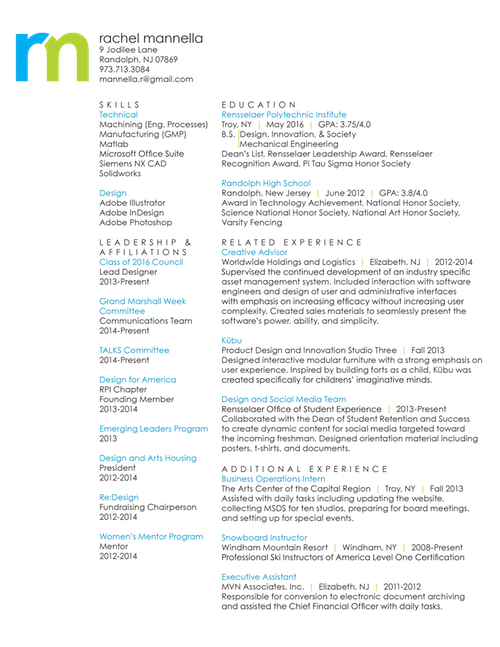 rm
rachel mannella
9 Jodilee Lane
Randolph, NJ 07869
973.713.3084
mannella.r@gmail.com
SKILLS
Technical
Machining (Eng. Processes)
Manufacturing (GMP)
Matlab
Microsoft Office Suite
Siemens NX CAD
Solidworks
Design
Adobe Illustrator
Adobe InDesign
Adobe Photoshop
LEADERSHIP &
AFFILIATIONS
Class of 2016 Council
Lead Designer
2013-Present
Grand Marshall Week
Committee
Communications Team
2014-Present
TALKS Committee
2014-Present
Design for America
RPI Chapter
Founding Member
2013-2014
Emerging Leaders Program
2013
Design and Arts Housing
President
2012-2014
Re:Design
Fundraising Chairperson
2012-2014
Women's Mentor Program
Mentor
2012-2014
EDUCATION
Rensselaer Polytechnic Institute
Troy, NY | May 2016 | GPA: 3.75/4.0
B.S. Design, Innovation, & Society
Mechanical Engineering
Dean's List, Rensselaer Leadership Award, Rensselaer
Recognition Award, Pi Tau Sigma Honor Society
Randolph High School
Randolph, New Jersey | June 2012 | GPA: 3.8/4.0
Award in Technology Achievement, National Honor Society,
Science National Honor Society, National Art Honor Society,
Varsity Fencing
RELATED EXPERIENCE
Creative Advisor
Worldwide Holdings and Logistics | Elizabeth, NJ | 2012-2014
Supervised the continued development of an industry specific
asset management system. Included interaction with software
engineers and design of user and administrative interfaces
with emphasis on increasing efficacy without increasing user
complexity. Created sales materials to seamlessly present the
software's power, ability, and simplicity.
Kūbu
Product Design and Innovation Studio Three | Fall 2013
Designed interactive modular furniture with a strong emphasis on
user experience. Inspired by building forts as a child, Kūbu was
created specifically for childrens' imaginative minds.
Design and Social Media Team
Rensselaer Office of Student Experience | 2013-Present
Collaborated with the Dean of Student Retention and Success
to create dynamic content for social media targeted toward
the incoming freshman. Designed orientation material including
posters, t-shirts, and documents.
ADDITIONAL EXPERIENCE
Business Operations Intern
The Arts Center of the Capital Region | Troy, NY | Fall 2013
Assisted with daily tasks including updating the website,
collecting MSDS for ten studios, preparing for board meetings,
and setting up for special events.
Snowboard Instructor
Windham Mountain Resort | Windham, NY | 2008-Present
Professional Ski Instructors of America Level One Certification
Executive Assistant
MVN Associates, Inc. | Elizabeth, NJ | 2011-2012
Responsible for conversion to electronic document archiving
and assisted the Chief Financial Officer with daily tasks.